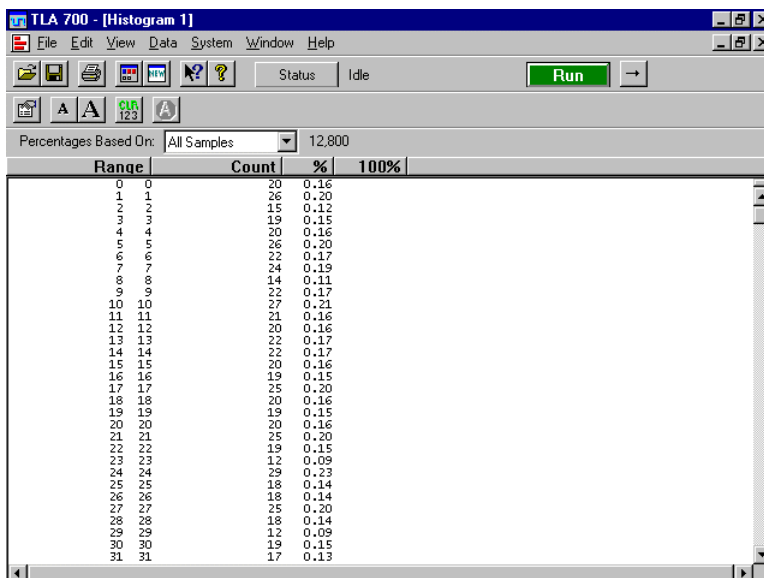 TLA 700 - [Histogram 1]
File Edit View Data System Window Help
NEW Status Idle Run
A A CLR 123 A
Percentages Based On: All Samples 12,800
Range Count % 100%
0 0 20 0.16
1 1 26 0.20
2 2 15 0.12
3 3 19 0.15
4 4 20 0.16
5 5 26 0.20
6 6 22 0.17
7 7 24 0.19
8 8 14 0.11
9 9 22 0.17
10 10 27 0.21
11 11 21 0.16
12 12 20 0.16
13 13 22 0.17
14 14 22 0.17
15 15 20 0.16
16 16 19 0.15
17 17 25 0.20
18 18 20 0.16
19 19 19 0.15
20 20 20 0.16
21 21 25 0.20
22 22 19 0.15
23 23 12 0.09
24 24 29 0.23
25 25 18 0.14
26 26 18 0.14
27 27 25 0.20
28 28 18 0.14
29 29 12 0.09
30 30 19 0.15
31 31 17 0.13